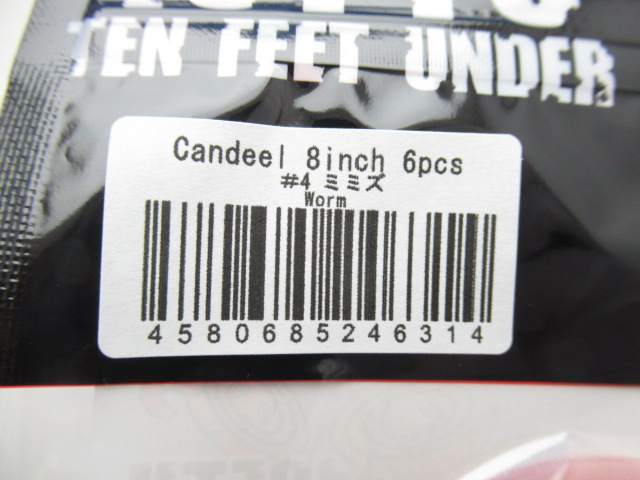 TEN FEET UNDER
Candeel 8inch 6pcs
#4 ミミズ
Worm
4580685246314